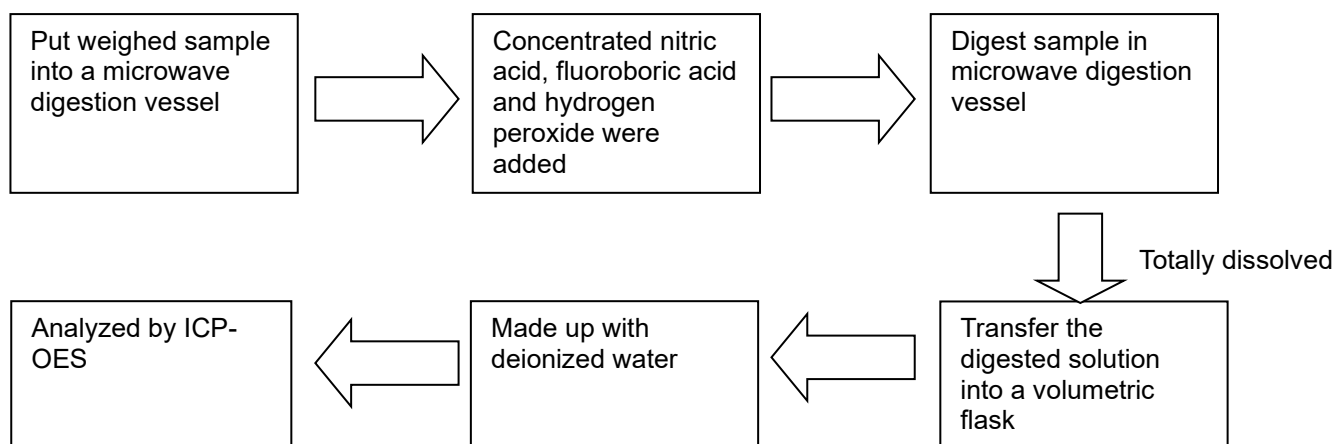 Put weighed sample
into a microwave
digestion vessel
Concentrated nitric
acid, fluoroboric acid
and hydrogen
peroxide were
added
Digest sample in
microwave digestion
vessel
Totally dissolved
Transfer the
digested solution
into a volumetric
flask
Made up with
deionized water
Analyzed by ICP-
OES